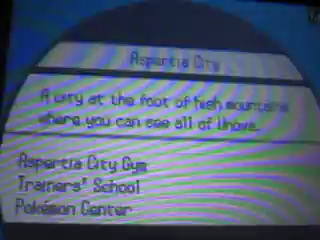 Aspertia City
A city at the foot of high mountains
where you can see all of Unova.
Aspertia City Gym
Trainers' School
Pokémon Center